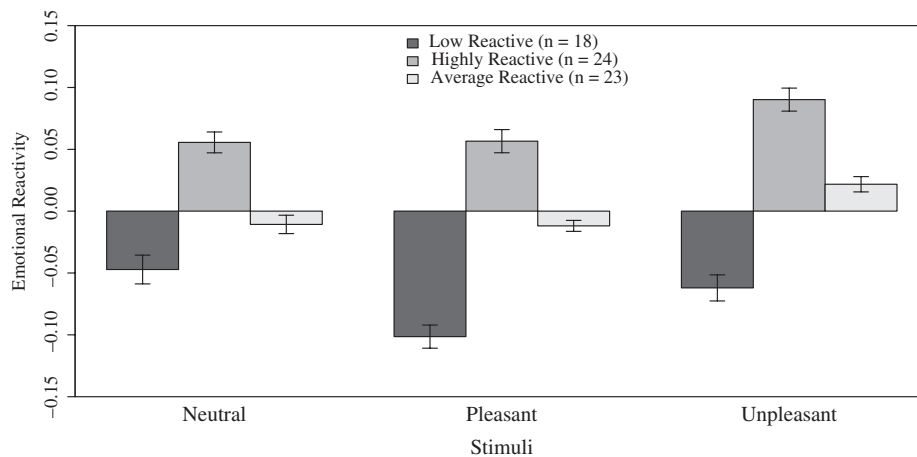 0.15
0.10
0.05
0.00
−0.05
−0.10
−0.15
Emotional Reactivity
Low Reactive (n = 18)
Highly Reactive (n = 24)
Average Reactive (n = 23)
Neutral
Pleasant
Unpleasant
Stimuli